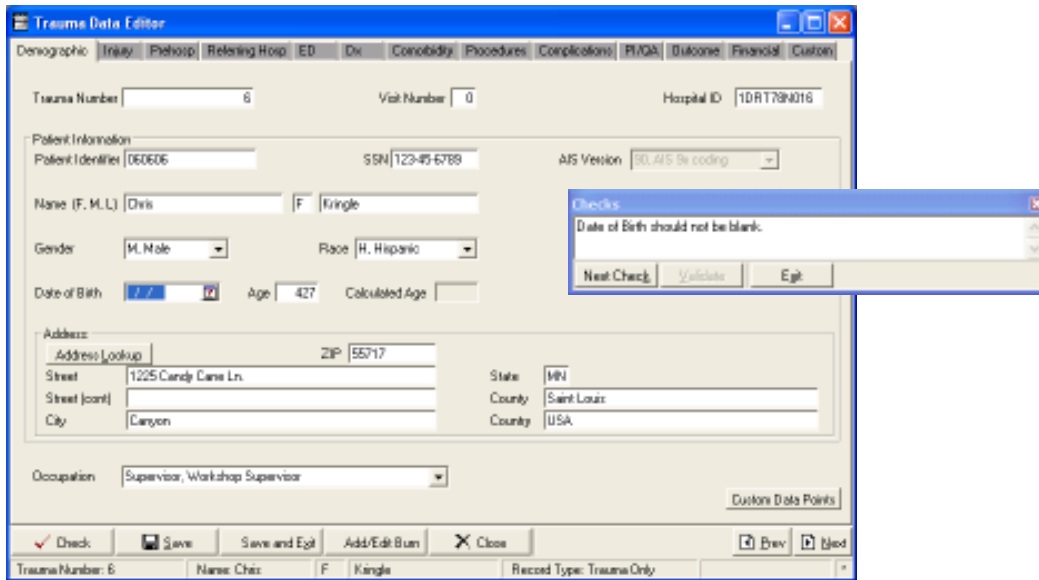 Trauma Data Editor
Demographic Injury Prehosp Referring Hosp ED Dx Comorbidity Procedures Complications PI/QA Outcome Financial Custom
Trauma Number 6 Visit Number 0 Hospital ID 1DRT78N016
Patient Information
Patient Identifier 060606 SSN 123-45-6789 AIS Version 90, AIS 9x coding
Name (F, M, L) Chris F Kringle
Checks
Date of Birth should not be blank.
Gender M, Male Race H, Hispanic
Next Check Validate Exit
Date of Birth / / Age 427 Calculated Age
Address
Address Lookup ZIP 55717
Street 1225 Candy Cane Ln. State MN
Street (cont) County Saint Louis
City Canyon Country USA
Occupation Supervisor, Workshop Supervisor
Custom Data Points
Check Save Save and Exit Add/Edit Burn Close Prev Next
Trauma Number: 6 Name: Chris F Kringle Record Type: Trauma Only